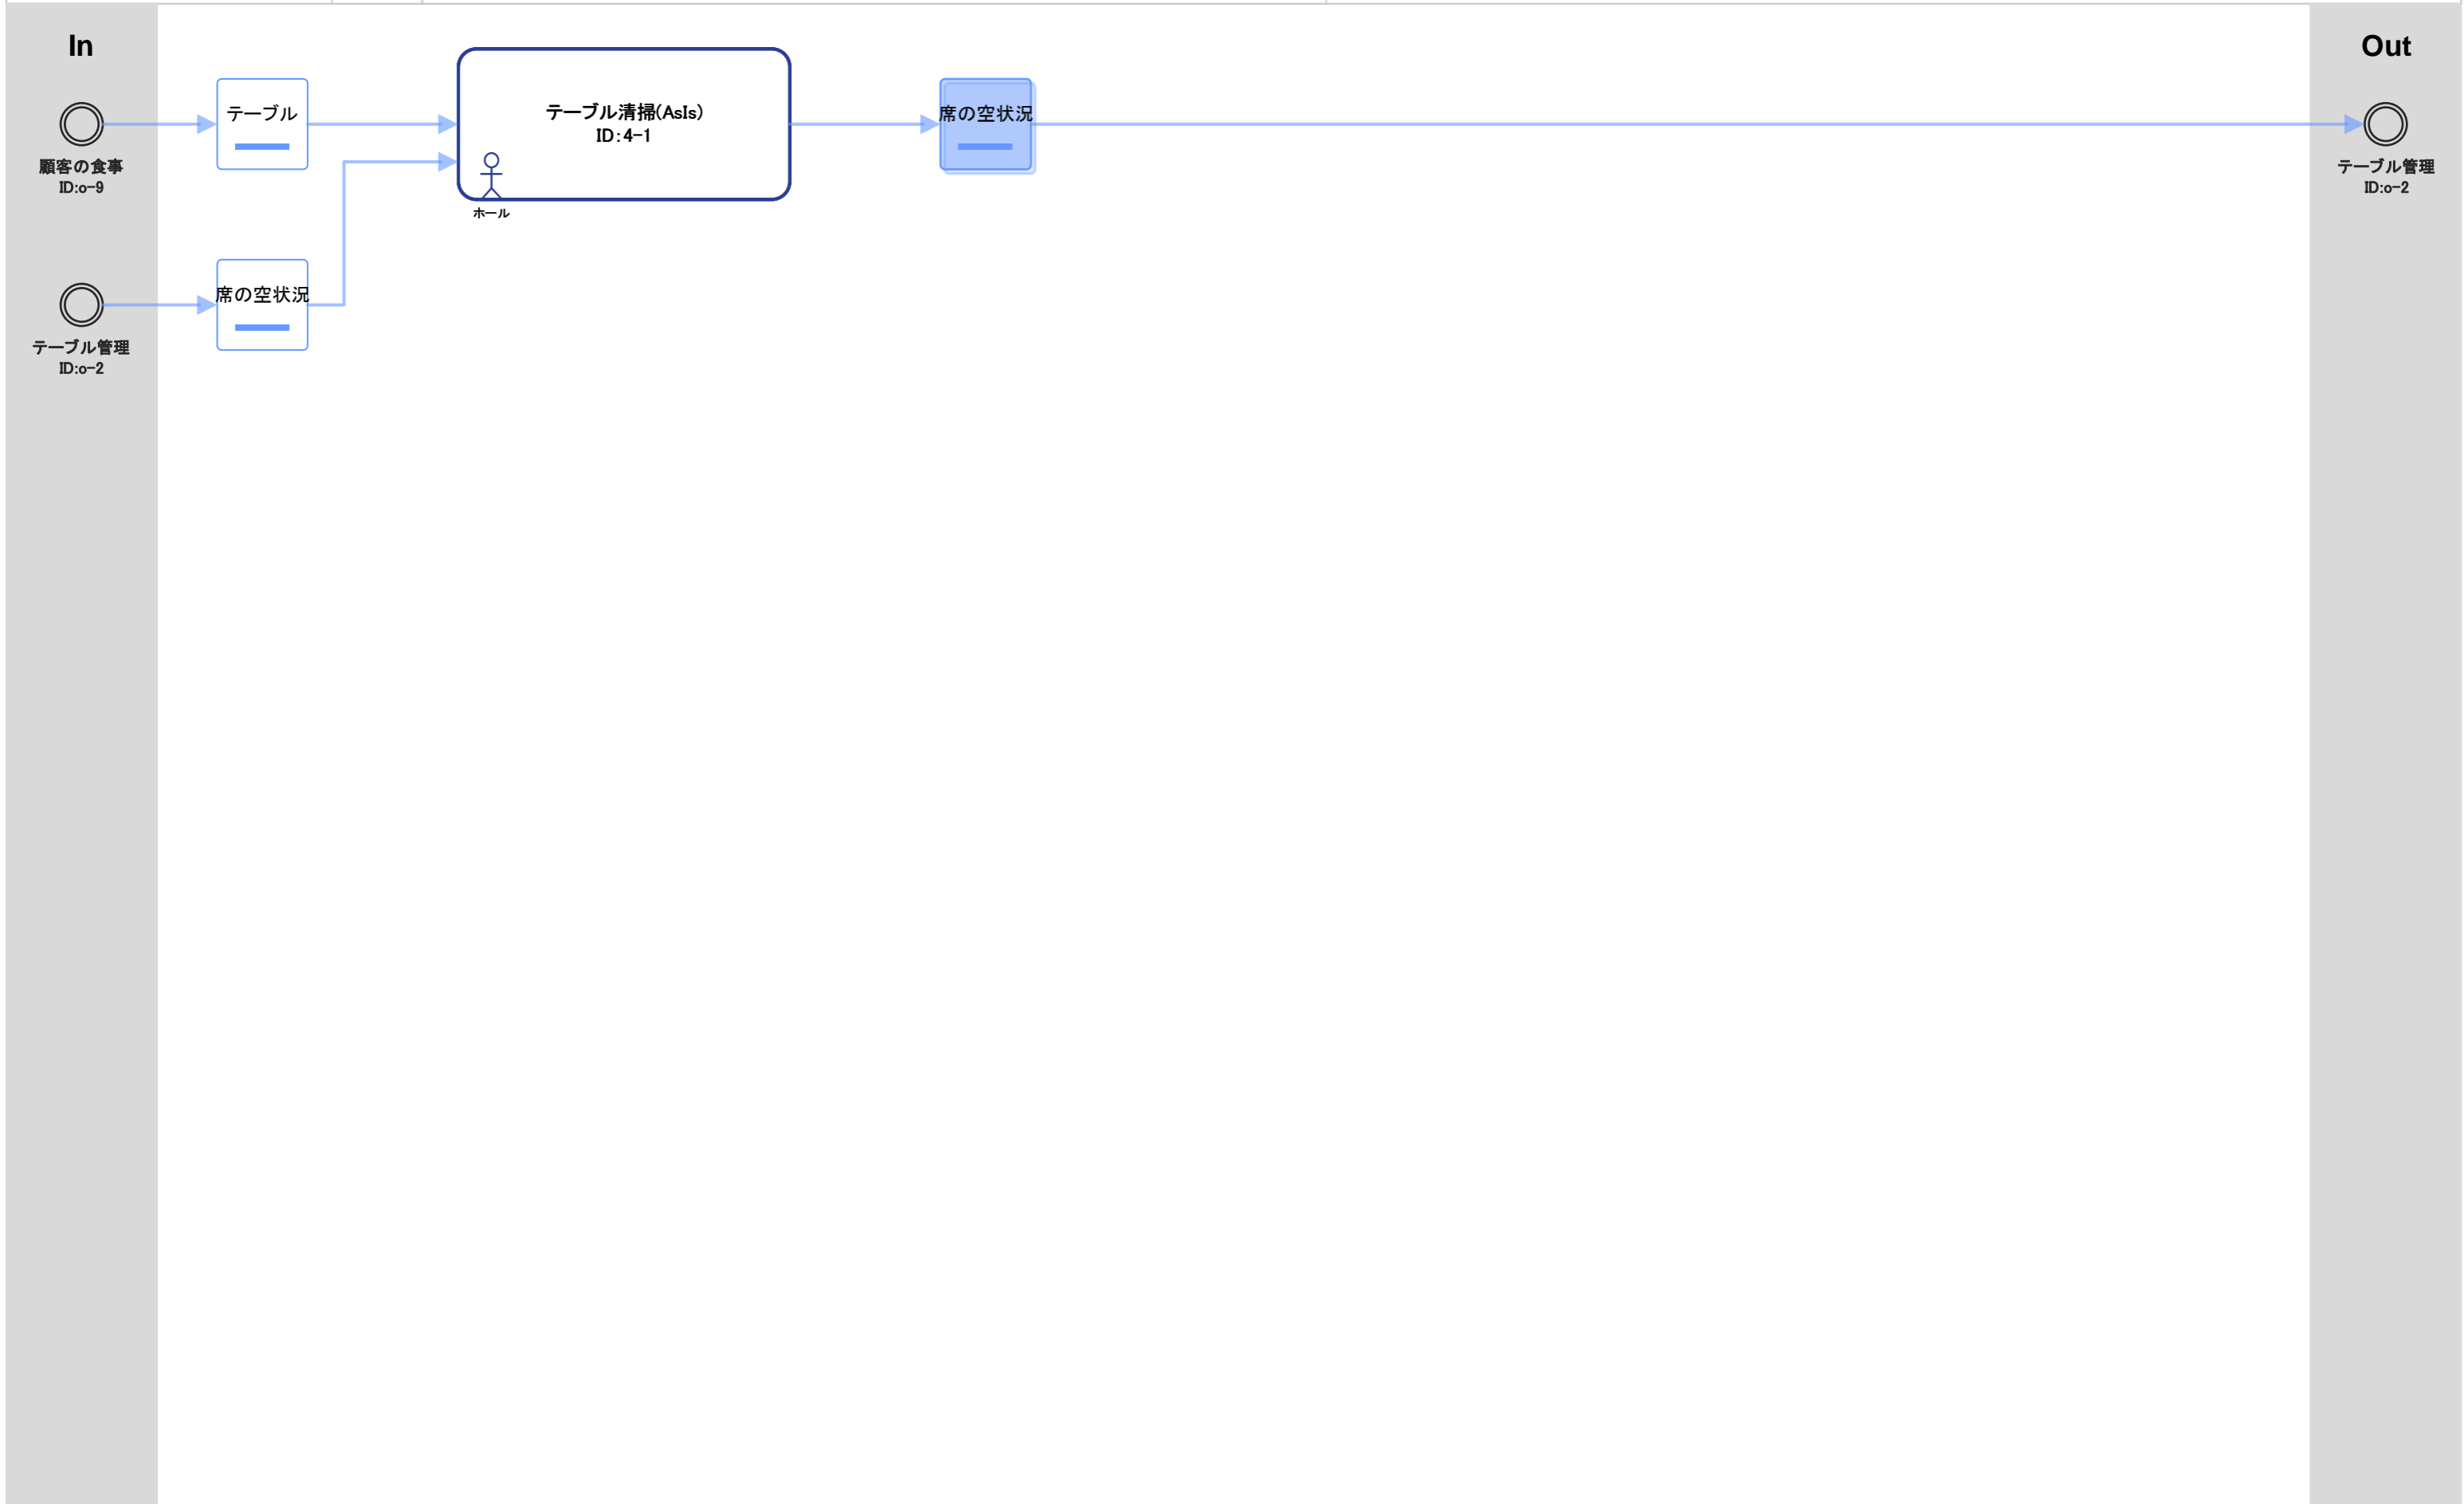 In
Out
テーブル
テーブル清掃(AsIs)
ID:4-1
席の空状況
顧客の食事
ID:o-9
テーブル管理
ID:o-2
ホール
席の空状況
テーブル管理
ID:o-2